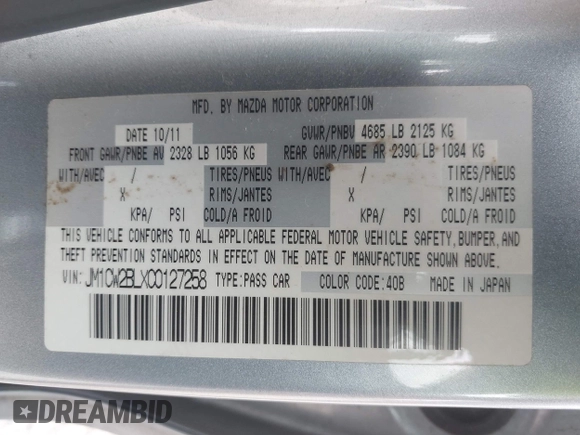 MFD. BY MAZDA MOTOR CORPORATION
DATE 10/11 GVWR/PNBV 4685 LB 2125 KG
FRONT GAWR/PNBE AV 2328 LB 1056 KG REAR GAWR/PNBE AR 2390 LB 1084 KG
WITH/AVEC / TIRES/PNEUS WITH/AVEC / TIRES/PNEUS
X RIMS/JANTES X RIMS/JANTES
KPA/ PSI COLD/A FROID KPA/ PSI COLD/A FROID
THIS VEHICLE CONFORMS TO ALL APPLICABLE FEDERAL MOTOR VEHICLE SAFETY, BUMPER, AND
THEFT PREVENTION STANDARDS IN EFFECT ON THE DATE OF MANUFACTURE SHOWN ABOVE.
VIN: JM1CW2BLXC0127258 TYPE: PASS CAR COLOR CODE: 40B MADE IN JAPAN
DREAMBID